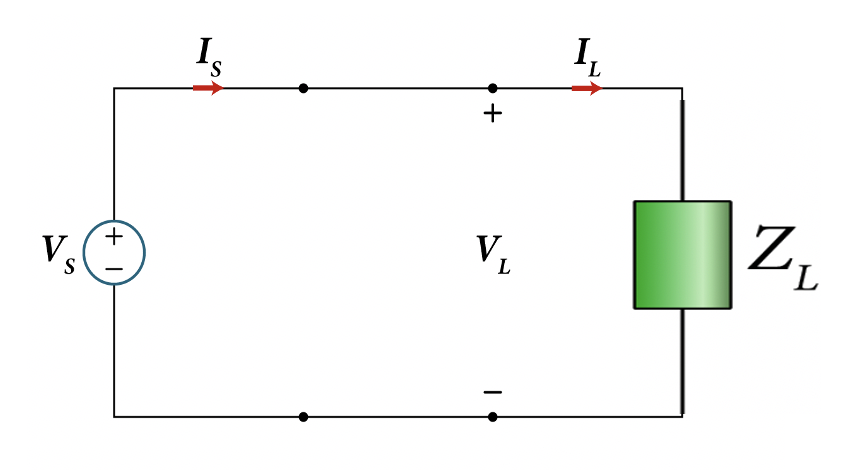 I_S
I_L
+
+
−
V_S
V_L
Z_L
−